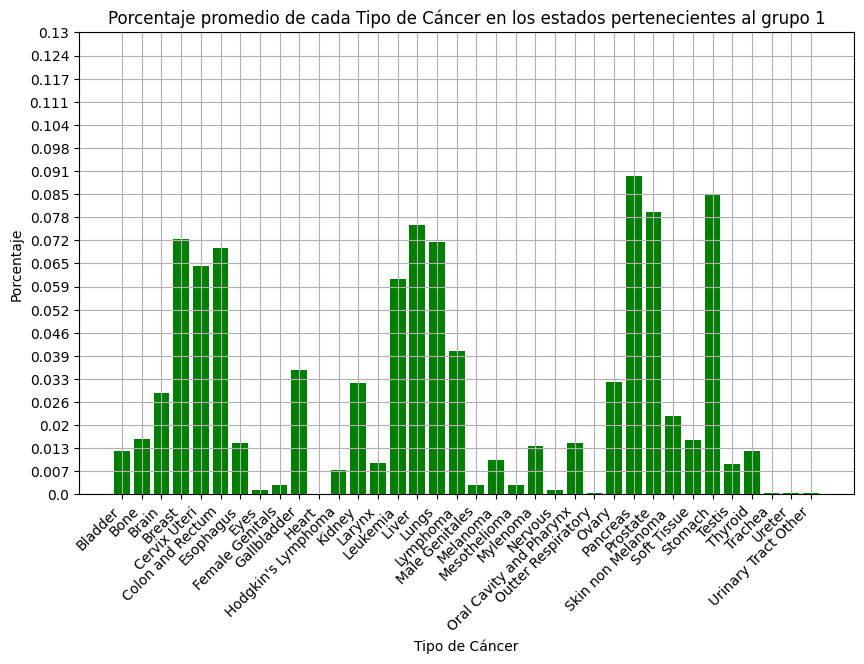 Porcentaje promedio de cada Tipo de Cáncer en los estados pertenecientes al grupo 1
0.13
0.124
0.117
0.111
0.104
0.098
0.091
0.085
0.078
0.072
0.065
0.059
0.052
0.046
0.039
0.033
0.026
0.02
0.013
0.007
0.0
Porcentaje
Bladder
Bone
Brain
Breast
Cervix Uteri
Colon and Rectum
Esophagus
Eyes
Female Genitals
Gallbladder
Heart
Hodgkin's Lymphoma
Kidney
Larynx
Leukemia
Liver
Lungs
Lymphoma
Male Genitales
Melanoma
Mesothelioma
Mylenoma
Nervous
Oral Cavity and Pharynx
Outter Respiratory
Ovary
Pancreas
Prostate
Skin non Melanoma
Soft Tissue
Stomach
Testis
Thyroid
Trachea
Ureter
Urinary Tract Other
Tipo de Cáncer